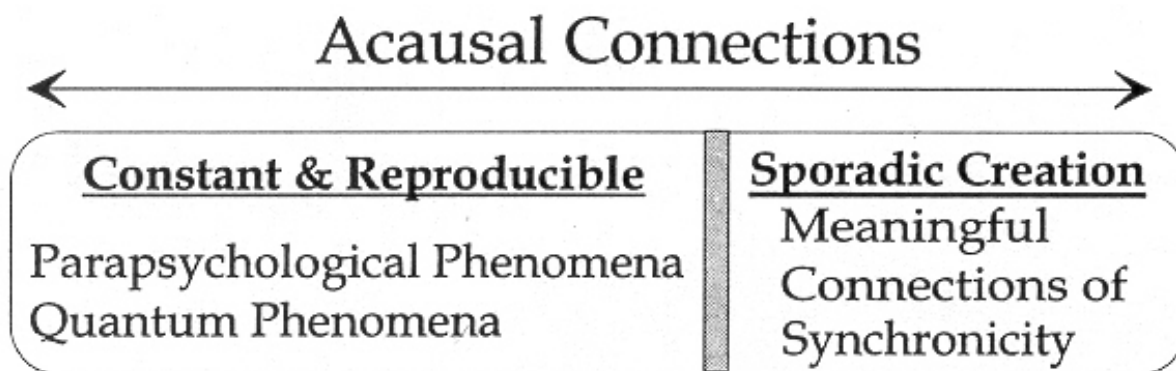 Acausal Connections
Constant & Reproducible
Parapsychological Phenomena
Quantum Phenomena
Sporadic Creation
Meaningful
Connections of
Synchronicity